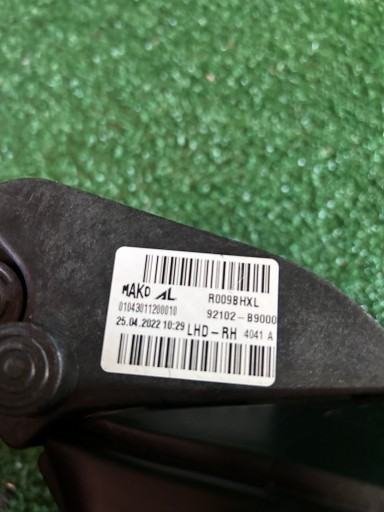 MAKO AL R009BHXL
01043011200010 92102-B9000
25.04.2022 10:29 LHD-RH 4041 A